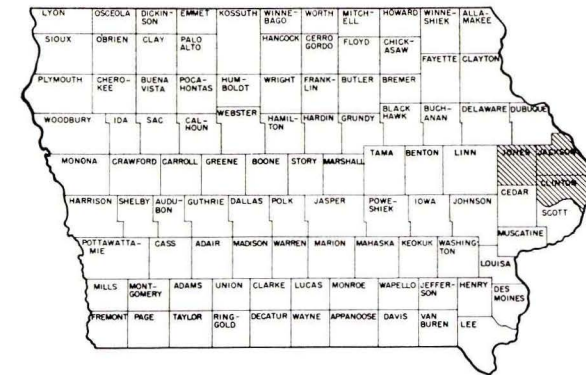 LYON OSCEOLA DICKIN- SON EMMET KOSSUTH WINNE- BAGO WORTH MITCH- ELL HOWARD WINNE- SHIEK ALLA- MAKEE
SIOUX O'BRIEN CLAY PALO ALTO HANCOCK CERRO GORDO FLOYD CHICK- ASAW
FAYETTE CLAYTON
PLYMOUTH CHERO- KEE BUENA VISTA POCA- HONTAS HUM- BOLDT WRIGHT FRANK- LIN BUTLER BREMER
WOODBURY IDA SAC CAL- HOUN WEBSTER HAMIL- TON HARDIN GRUNDY BLACK HAWK BUCH- ANAN DELAWARE DUBUQUE
MONONA CRAWFORD CARROLL GREENE BOONE STORY MARSHALL TAMA BENTON LINN JONES JACKSON
CLINTON
CEDAR
HARRISON SHELBY AUDU- BON GUTHRIE DALLAS POLK JASPER POWE- SHIEK IOWA JOHNSON
SCOTT
MUSCATINE
POTTAWATTA- MIE CASS ADAIR MADISON WARREN MARION MAHASKA KEOKUK WASHING- TON
LOUISA
MILLS MONT- GOMERY ADAMS UNION CLARKE LUCAS MONROE WAPELLO JEFFER- SON HENRY DES MOINES
FREMONT PAGE TAYLOR RING- GOLD DECATUR WAYNE APPANOOSE DAVIS VAN BUREN LEE